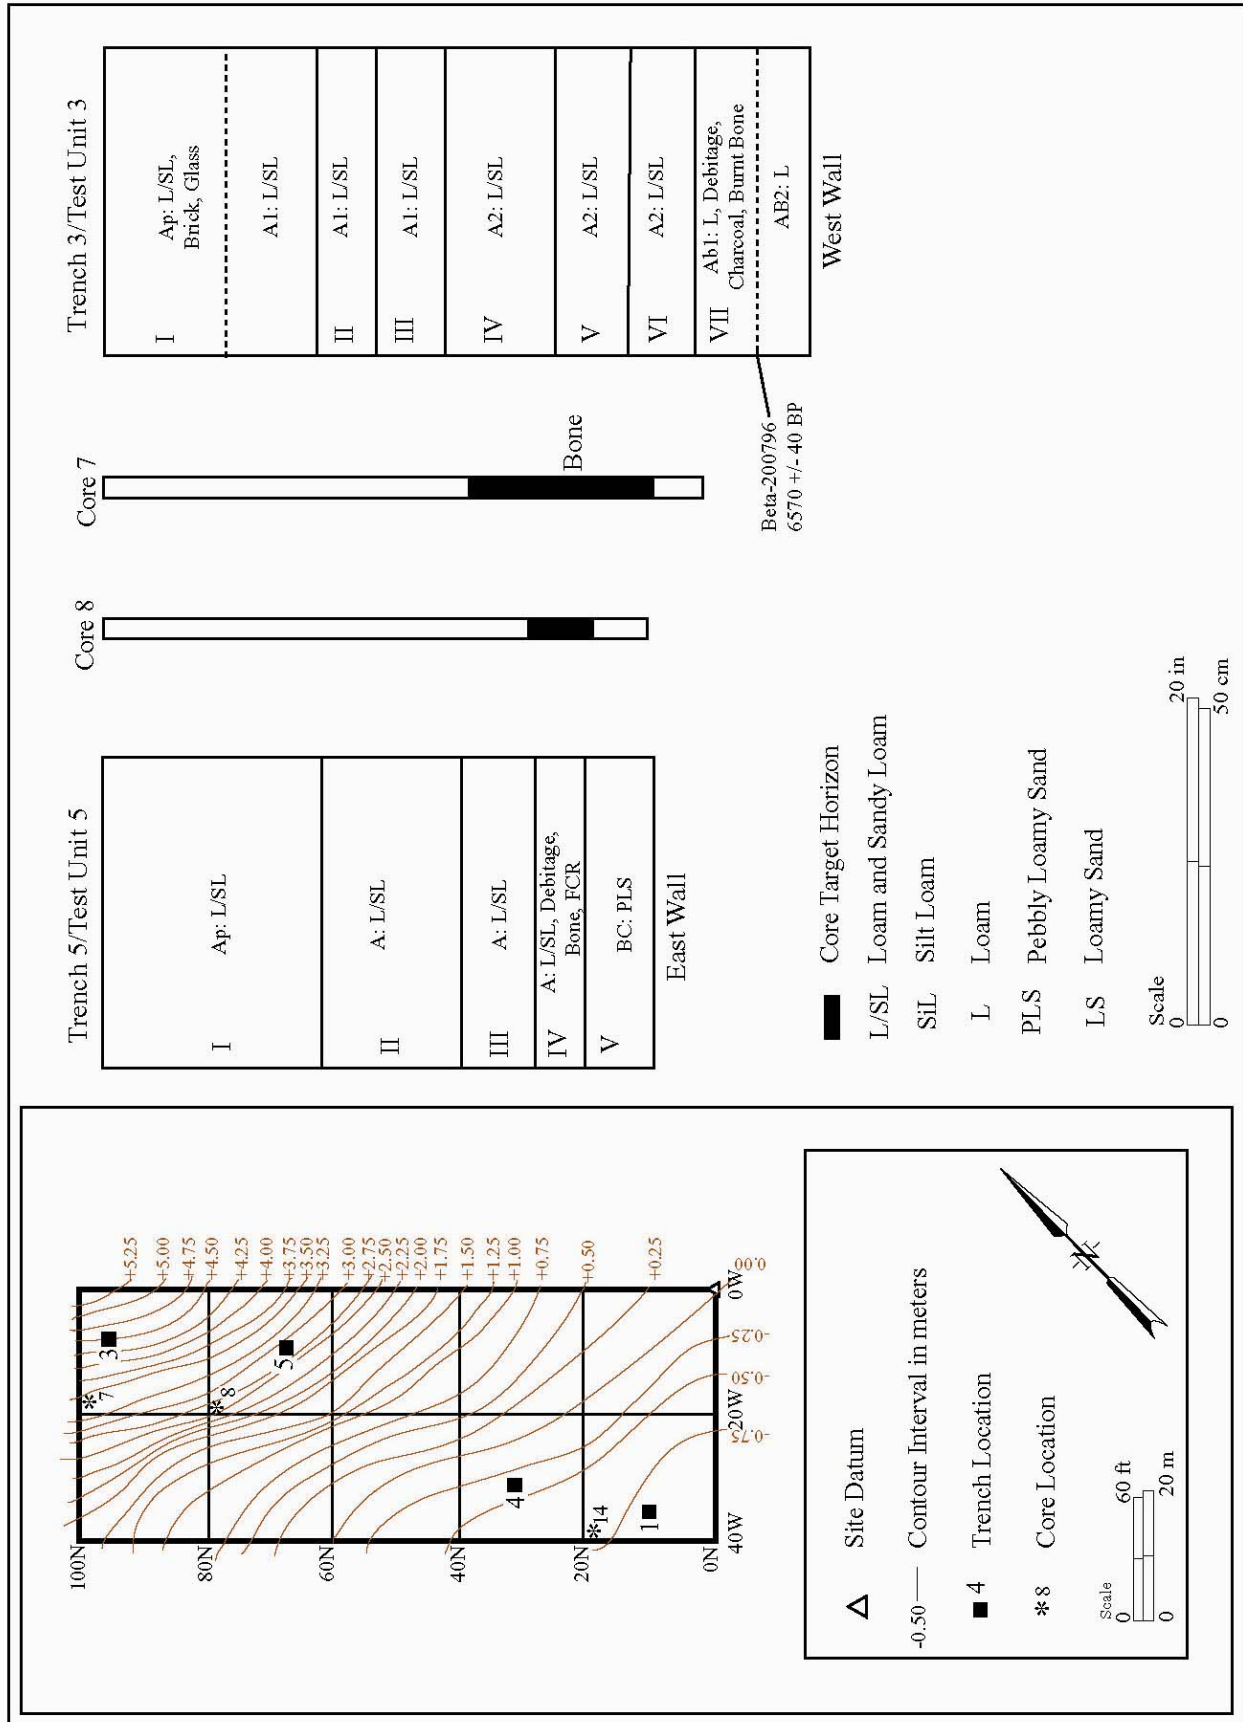 100N
80N
60N
40N
20N
0N
40W
20W
0W
+5.25
+5.00
+4.75
+4.50
+4.25
+4.00
+3.75
+3.50
+3.25
+3.00
+2.75
+2.50
+2.25
+2.00
+1.75
+1.50
+1.25
+1.00
+0.75
+0.50
+0.25
0.00
-0.25
-0.50
-0.75
3
*7
*8
5
4
*14
1
Site Datum
-0.50 Contour Interval in meters
4 Trench Location
*8 Core Location
Scale
0 60 ft
0 20 m
N
Trench 5/Test Unit 5
I
Ap: L/SL
II
A: L/SL
III
A: L/SL
IV
A: L/SL, Debitage,
Bone, FCR
V
BC: PLS
East Wall
Core 8
Core 7
Bone
Trench 3/Test Unit 3
I
Ap: L/SL,
Brick, Glass
A1: L/SL
II
A1: L/SL
III
A1: L/SL
IV
A2: L/SL
V
A2: L/SL
VI
A2: L/SL
VII
Ab1: L, Debitage,
Charcoal, Burnt Bone
AB2: L
West Wall
Beta-200796
6570 +/- 40 BP
Core Target Horizon
L/SL Loam and Sandy Loam
SiL Silt Loam
L Loam
PLS Pebbly Loamy Sand
LS Loamy Sand
Scale
0 20 in
0 50 cm